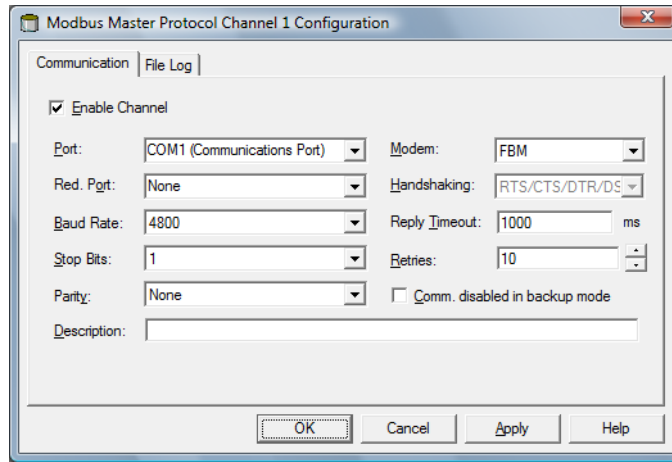 Modbus Master Protocol Channel 1 Configuration
Communication File Log
Enable Channel
Port: COM1 (Communications Port) Modem: FBM
Red. Port: None Handshaking: RTS/CTS/DTR/DS
Baud Rate: 4800 Reply Timeout: 1000 ms
Stop Bits: 1 Retries: 10
Parity: None Comm. disabled in backup mode
Description:
OK Cancel Apply Help